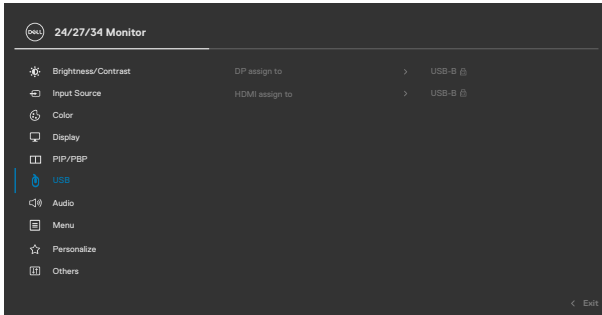 DELL 24/27/34 Monitor
Brightness/Contrast DP assign to > USB-B
Input Source HDMI assign to > USB-B
Color
Display
PIP/PBP
USB
Audio
Menu
Personalize
Others
< Exit